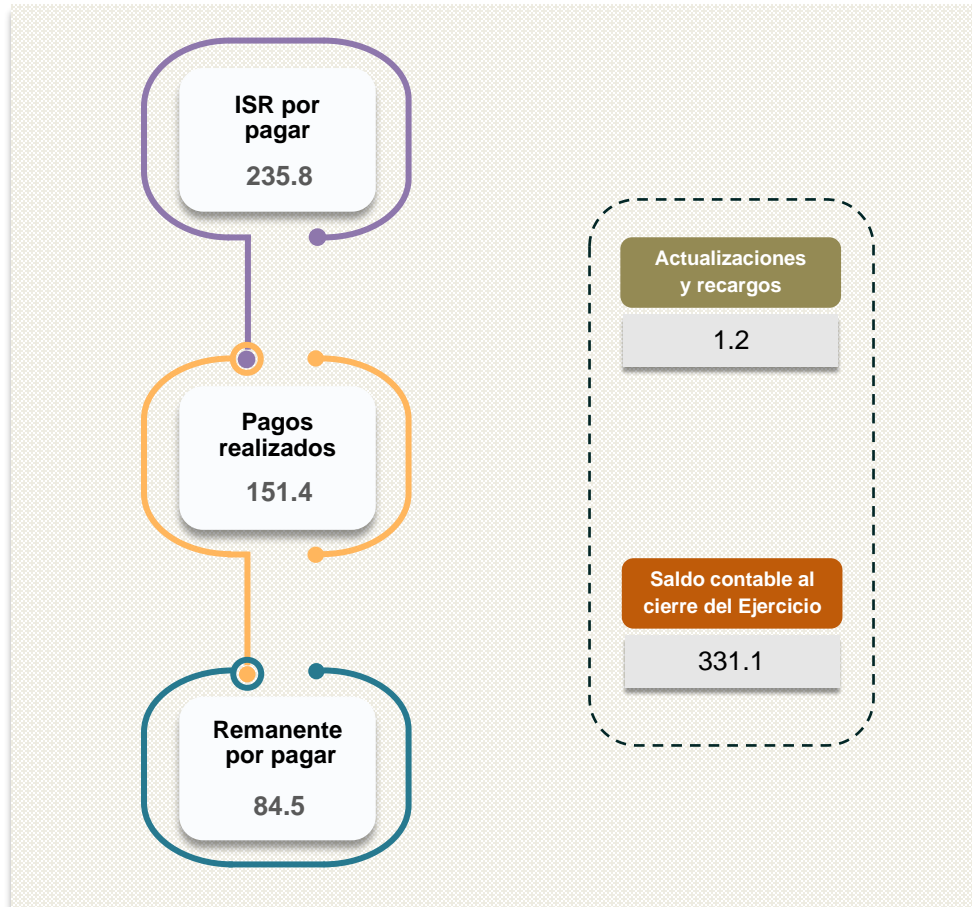 ISR por
pagar
235.8
Pagos
realizados
151.4
Remanente
por pagar
84.5
Actualizaciones
y recargos
1.2
Saldo contable al
cierre del Ejercicio
331.1